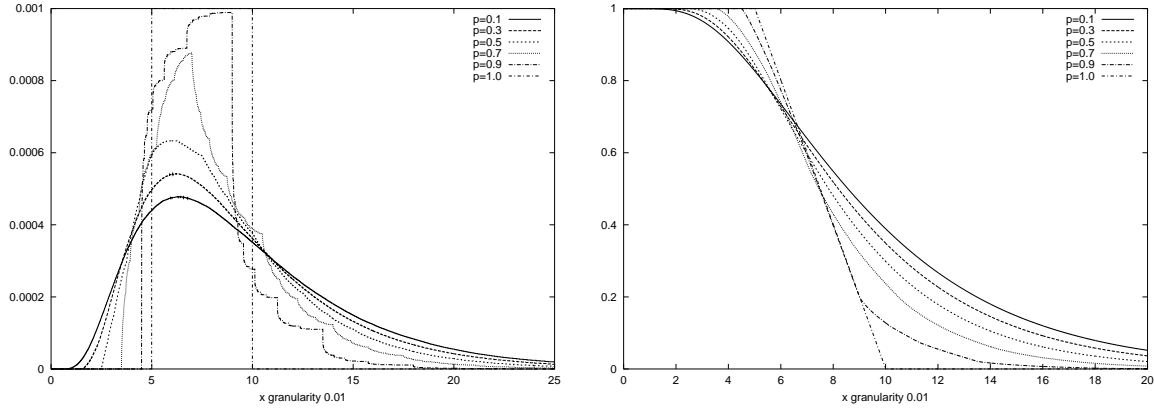 0.001
0.0008
0.0006
0.0004
0.0002
0
0 5 10 15 20 25
x granularity 0.01
p=0.1
p=0.3
p=0.5
p=0.7
p=0.9
p=1.0
1
0.8
0.6
0.4
0.2
0
0 2 4 6 8 10 12 14 16 18 20
x granularity 0.01
p=0.1
p=0.3
p=0.5
p=0.7
p=0.9
p=1.0